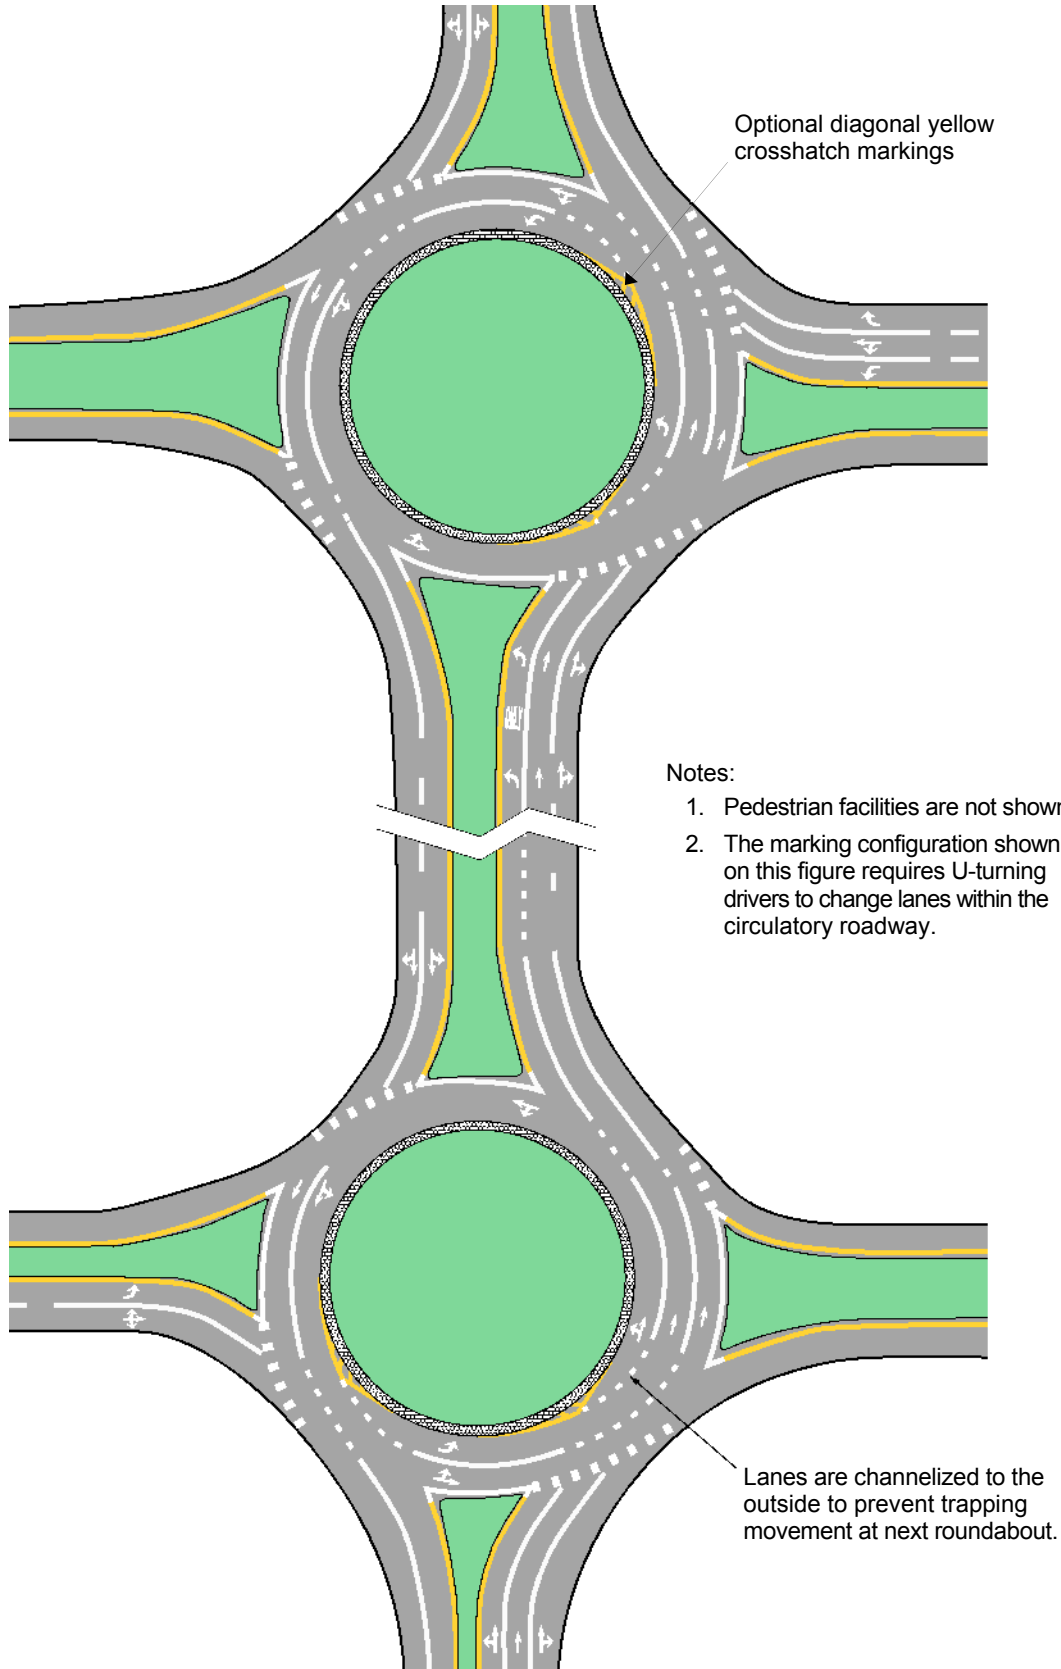 Optional diagonal yellow
crosshatch markings
Notes:
1. Pedestrian facilities are not shown
2. The marking configuration shown
on this figure requires U-turning
drivers to change lanes within the
circulatory roadway.
Lanes are channelized to the
outside to prevent trapping
movement at next roundabout.